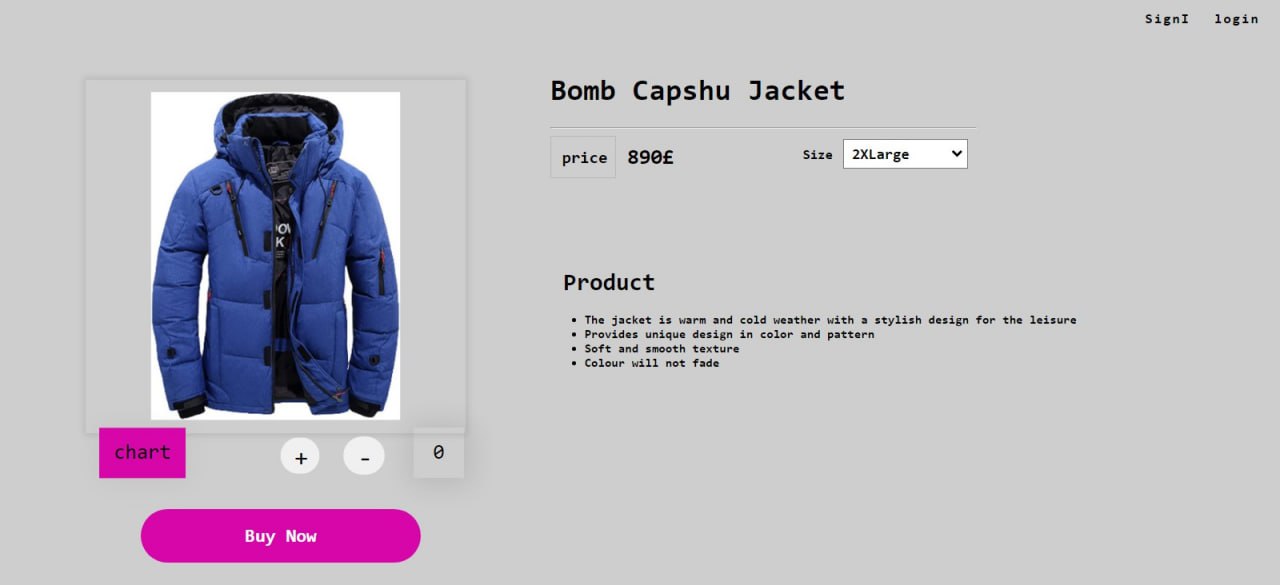 SignI login
Bomb Capshu Jacket
price 890£ Size 2XLarge
Product
The jacket is warm and cold weather with a stylish design for the leisure
Provides unique design in color and pattern
Soft and smooth texture
Colour will not fade
chart + - 0
Buy Now